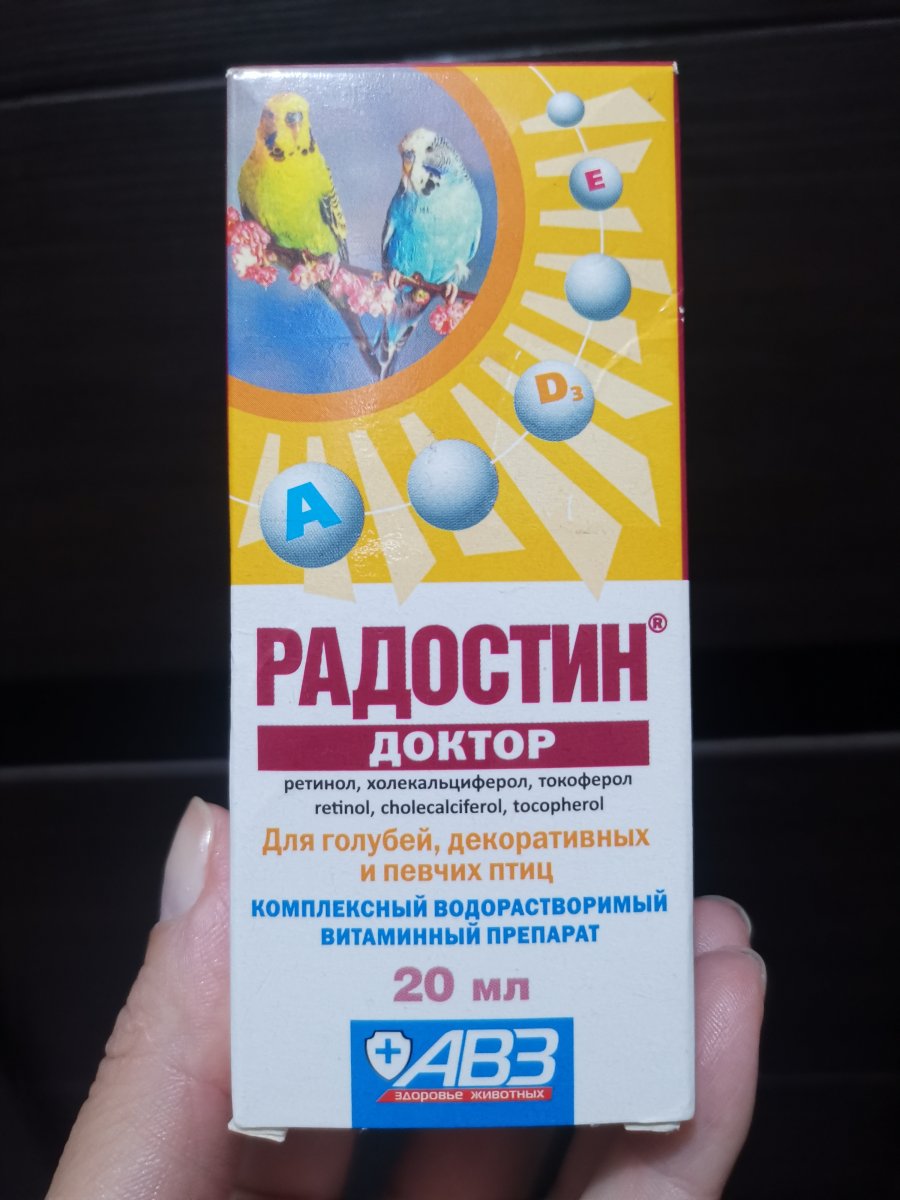 E
D₃
A
РАДОСТИН®
ДОКТОР
ретинол, холекальциферол, токоферол
retinol, cholecalciferol, tocopherol
Для голубей, декоративных
и певчих птиц
КОМПЛЕКСНЫЙ ВОДОРАСТВОРИМЫЙ
ВИТАМИННЫЙ ПРЕПАРАТ
20 мл
АВЗ
здоровье животных